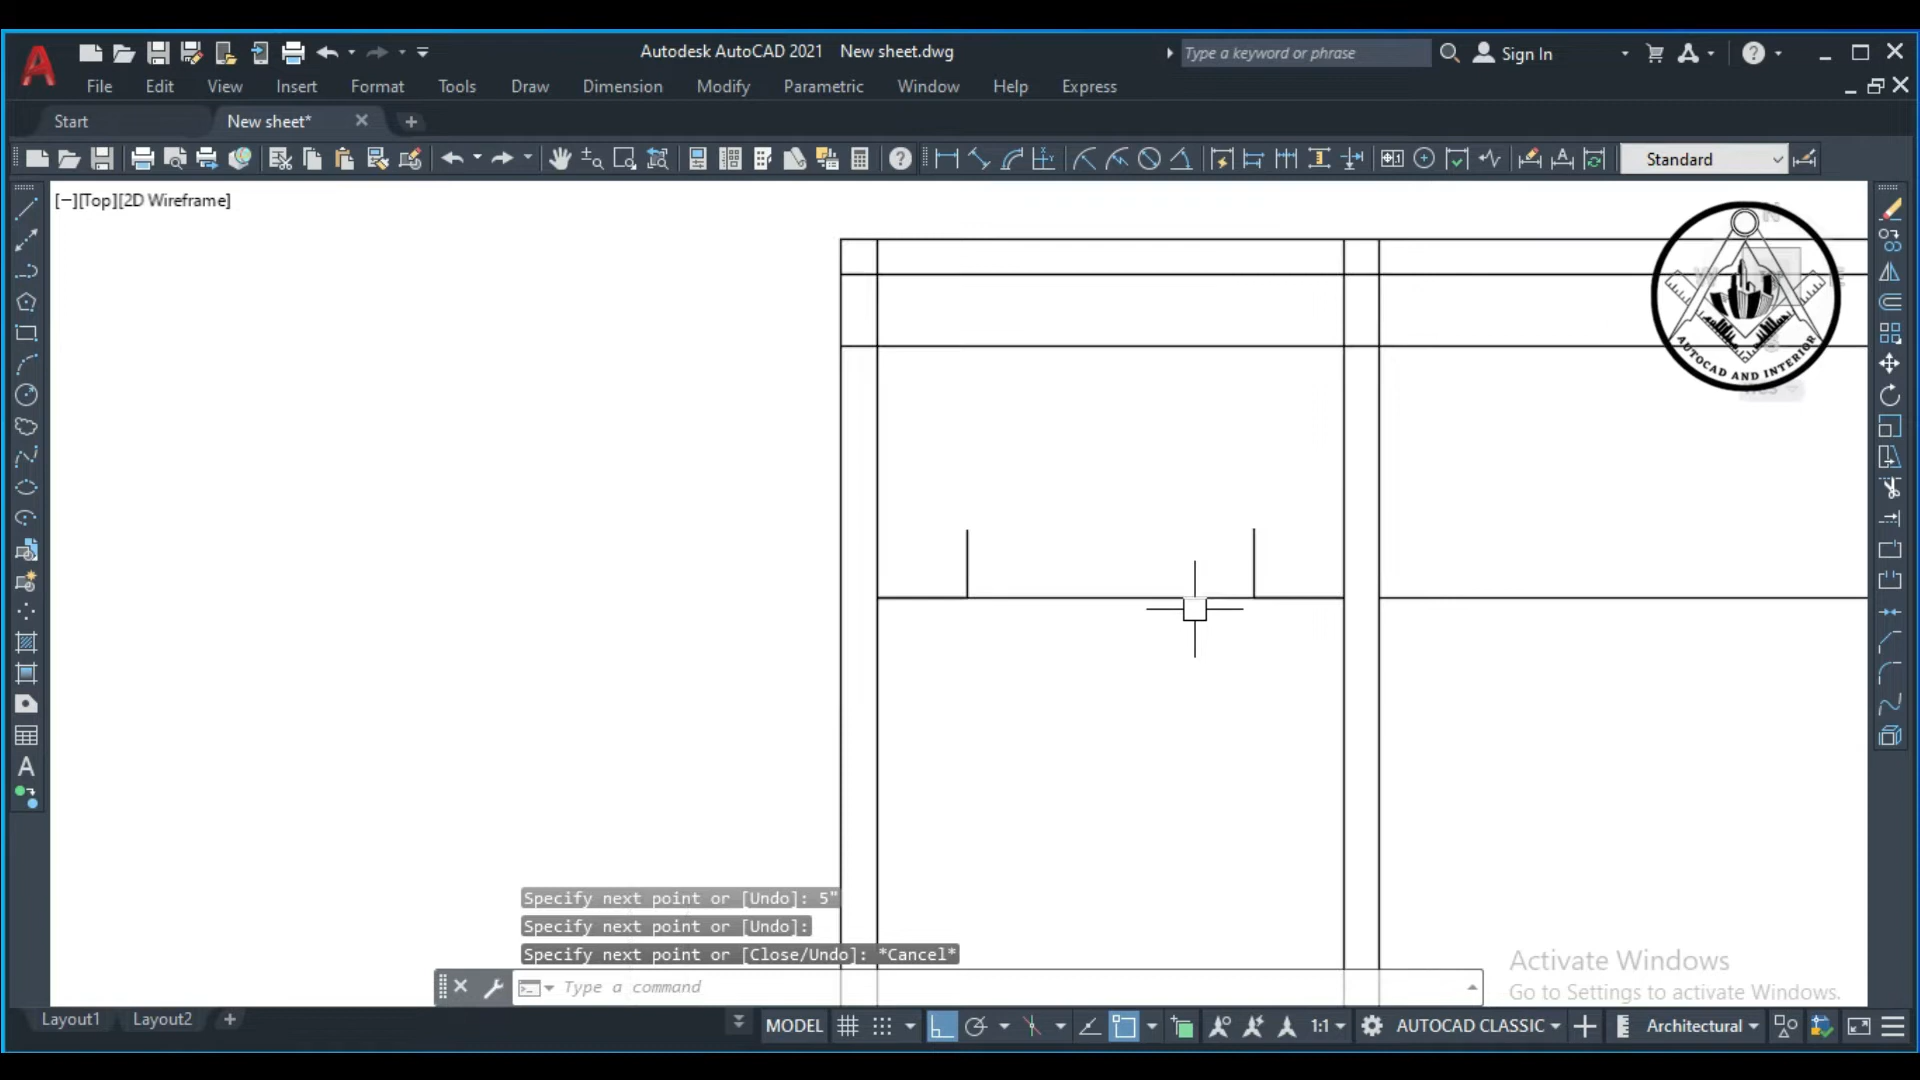 Autodesk AutoCAD 2021 New sheet.dwg
Type a keyword or phrase
Sign In
File Edit View Insert Format Tools Draw Dimension Modify Parametric Window Help Express
Start New sheet*
Standard
[−][Top][2D Wireframe]
AUTOCAD AND INTERIOR
Specify next point or [Undo]: 5"
Specify next point or [Undo]:
Specify next point or [Close/Undo]: *Cancel*
Type a command
Activate Windows
Go to Settings to activate Windows.
Layout1 Layout2 +
MODEL 1:1 AUTOCAD CLASSIC Architectural